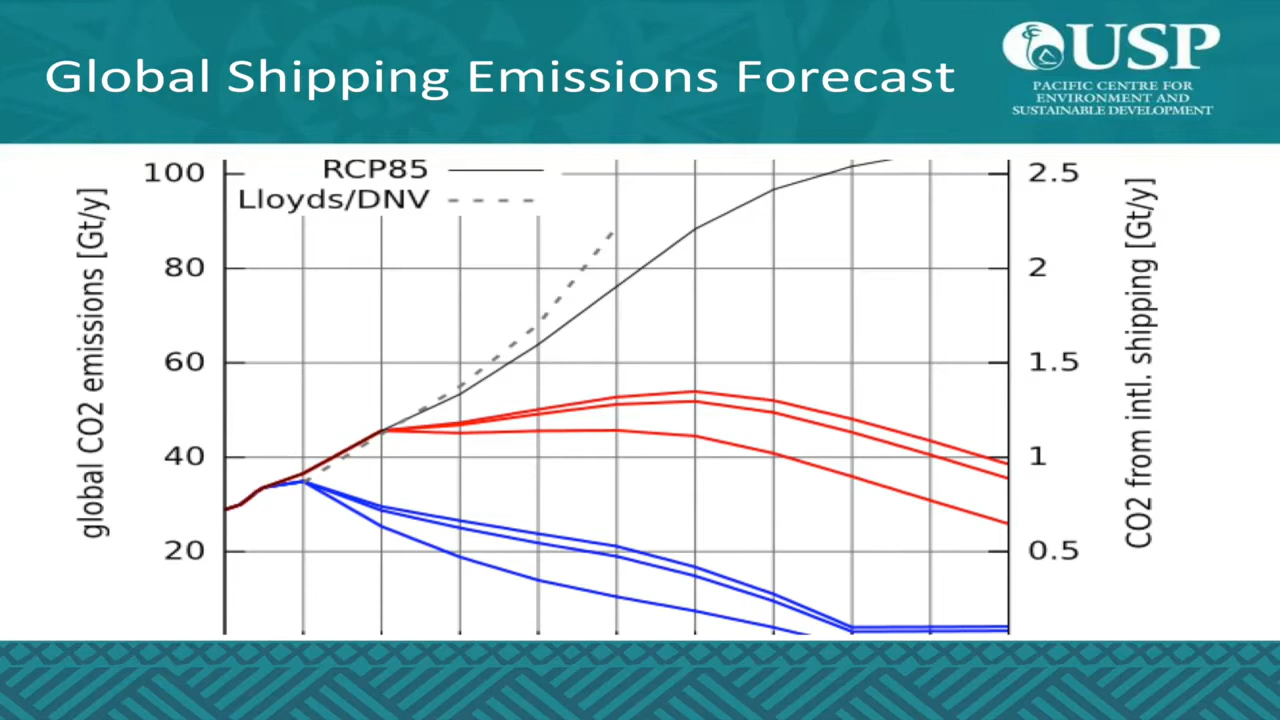 Global Shipping Emissions Forecast
USP
PACIFIC CENTRE FOR
ENVIRONMENT AND
SUSTAINABLE DEVELOPMENT
RCP85
Lloyds/DNV
global CO2 emissions [Gt/y]
100
80
60
40
20
2.5
2
1.5
1
0.5
CO2 from intl. shipping [Gt/y]